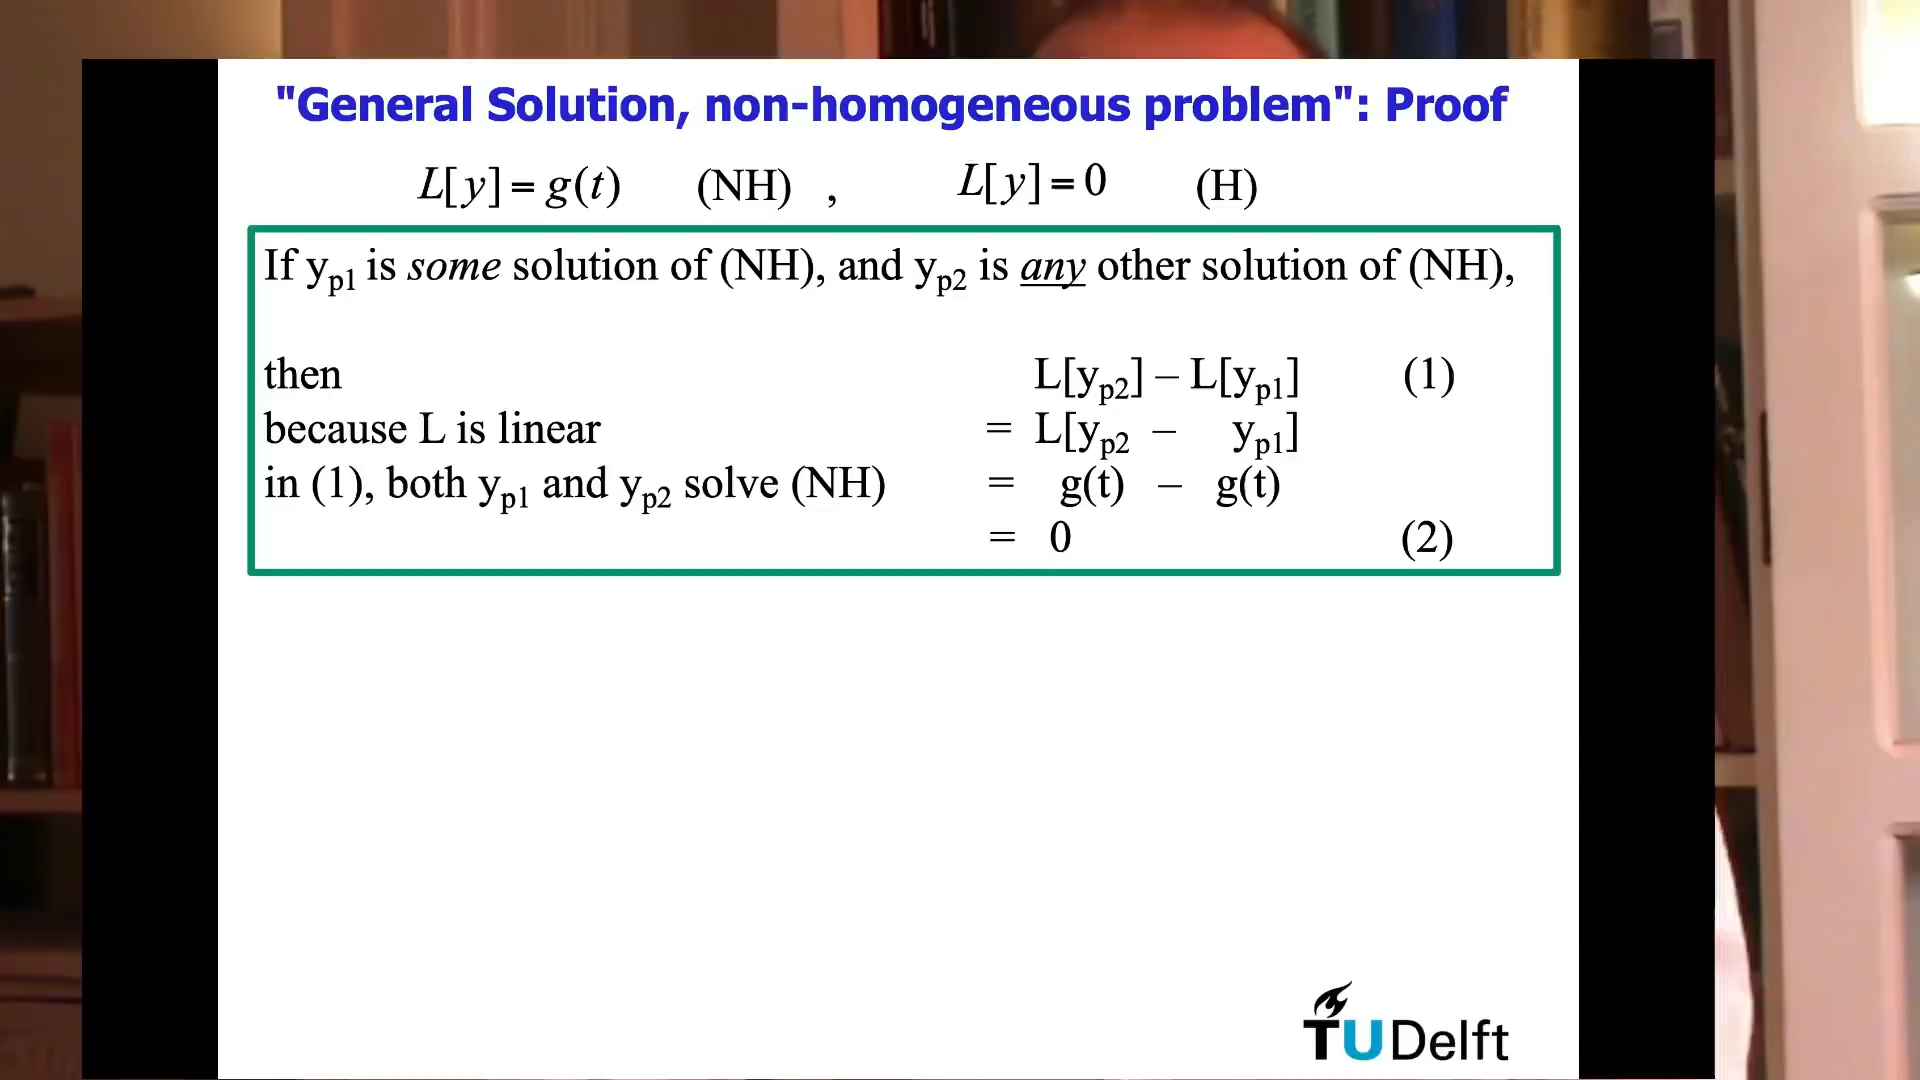 "General Solution, non-homogeneous problem": Proof
L[y] = g(t) (NH) , L[y] = 0 (H)
If yp1 is some solution of (NH), and yp2 is any other solution of (NH),
then L[yp2] – L[yp1] (1)
because L is linear = L[yp2 – yp1]
in (1), both yp1 and yp2 solve (NH) = g(t) – g(t)
= 0 (2)
TU Delft